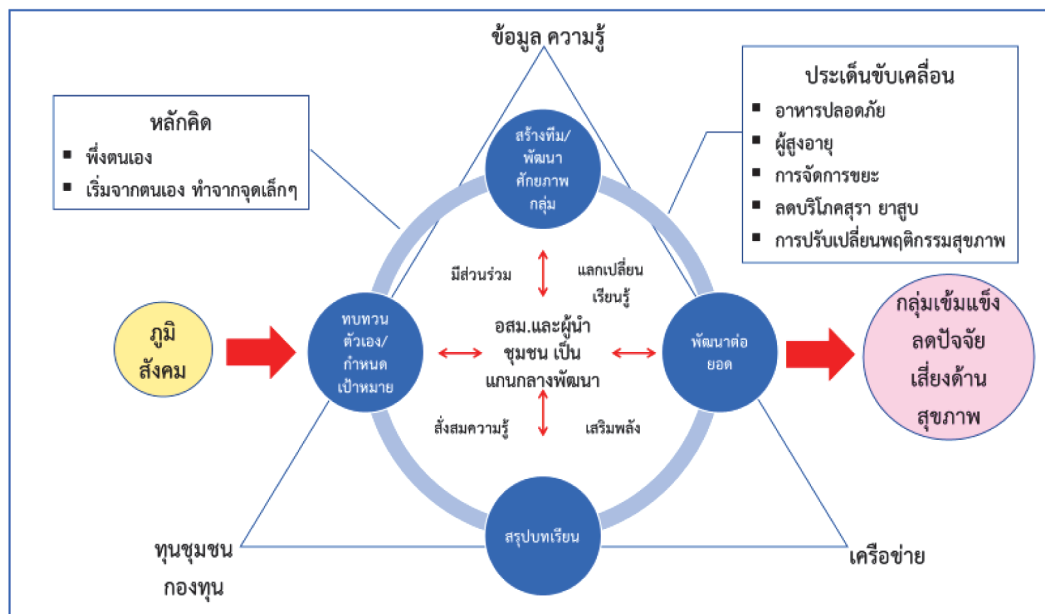 ข้อมูล ความรู้
หลักคิด
▪ พึ่งตนเอง
▪ เริ่มจากตนเอง ทำจากจุดเล็กๆ
ประเด็นขับเคลื่อน
▪ อาหารปลอดภัย
▪ ผู้สูงอายุ
▪ การจัดการขยะ
▪ ลดบริโภคสุรา ยาสูบ
▪ การปรับเปลี่ยนพฤติกรรมสุขภาพ
สร้างทีม/
พัฒนา
ศักยภาพ
กลุ่ม
มีส่วนร่วม
แลกเปลี่ยน
เรียนรู้
ภูมิ
สังคม
ทบทวน
ตัวเอง/
กำหนด
เป้าหมาย
อสม.และผู้นำ
ชุมชน เป็น
แกนกลางพัฒนา
พัฒนาต่อ
ยอด
กลุ่มเข้มแข็ง
ลดปัจจัย
เสี่ยงด้าน
สุขภาพ
สั่งสมความรู้
เสริมพลัง
สรุปบทเรียน
ทุนชุมชน
กองทุน
เครือข่าย